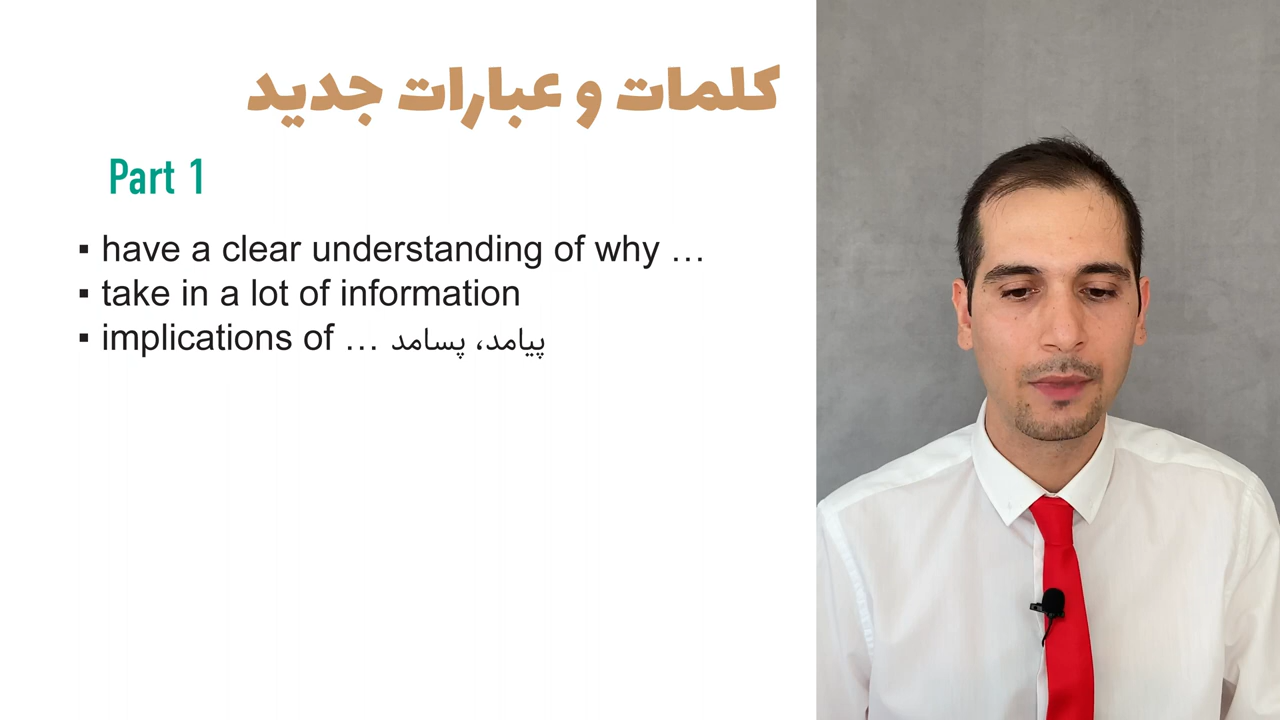 کلمات و عبارات جدید
Part 1
▪ have a clear understanding of why …
▪ take in a lot of information
▪ implications of … پیامد، پسامد